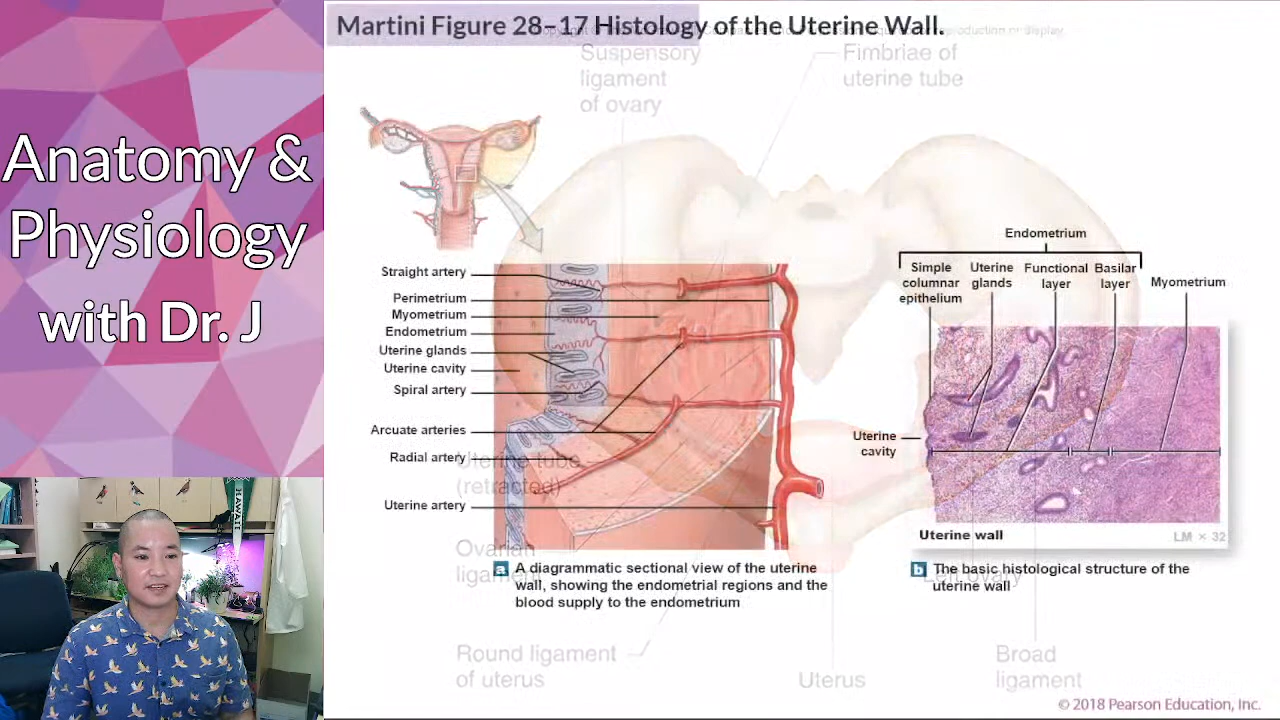 Anatomy &
Physiology
with Dr. J
HAWAII
Martini Figure 28–17 Histology of the Uterine Wall.
Suspensory
ligament
of ovary
Fimbriae of
uterine tube
Straight artery
Perimetrium
Myometrium
Endometrium
Uterine glands
Uterine cavity
Spiral artery
Arcuate arteries
Radial artery
Uterine artery
Uterine tube
(retracted)
Ovarian
ligament
Round ligament
of uterus
a A diagrammatic sectional view of the uterine
wall, showing the endometrial regions and the
blood supply to the endometrium
Endometrium
Simple
columnar
epithelium
Uterine
glands
Functional
layer
Basilar
layer
Myometrium
Uterine
cavity
Uterine wall
LM × 32
b The basic histological structure of the
uterine wall
Left ovary
Uterus
Broad
ligament
© 2018 Pearson Education, Inc.